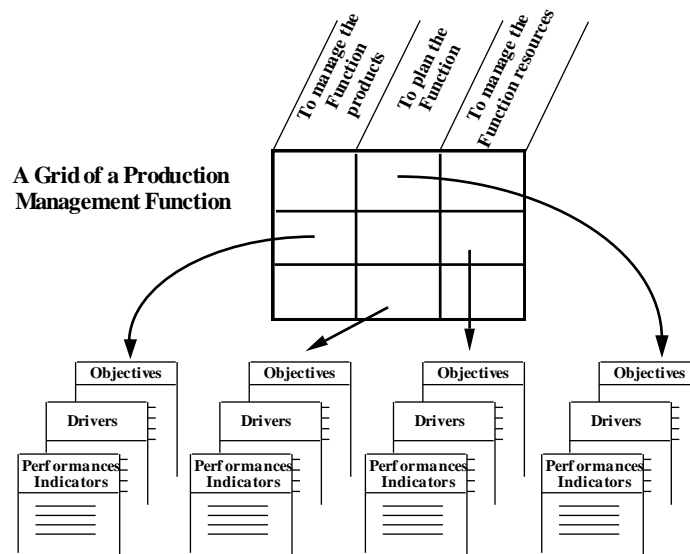 To manage the
Function
products
To plan the
Function
To manage the
Function resources
A Grid of a Production
Management Function
Objectives
Drivers
Performances
Indicators
Objectives
Drivers
Performances
Indicators
Objectives
Drivers
Performances
Indicators
Objectives
Drivers
Performances
Indicators